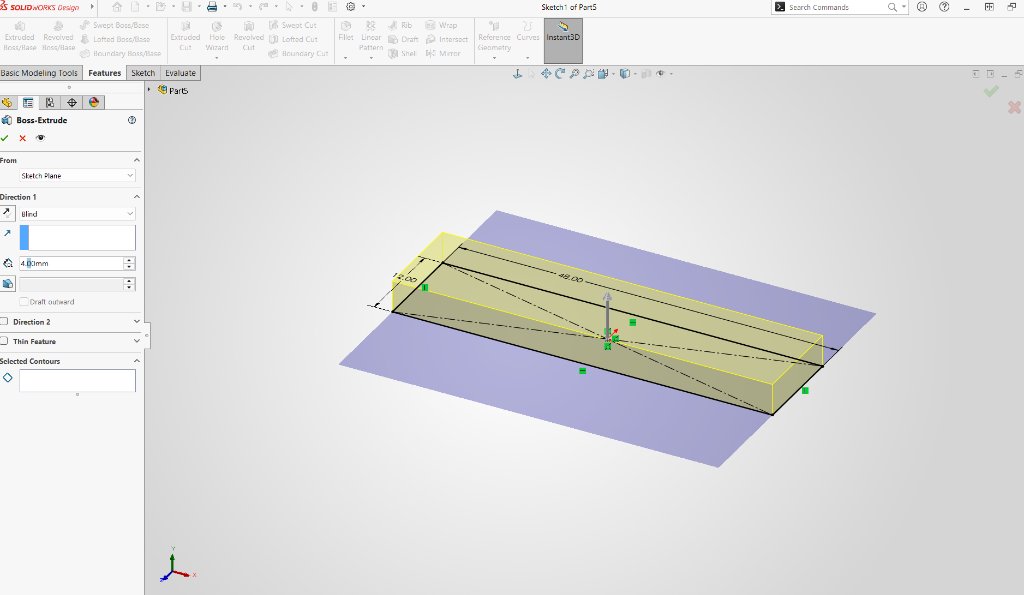 SOLIDWORKS Design
Sketch1 of Part5
Search Commands
Extruded Boss/Base
Revolved Boss/Base
Swept Boss/Base
Lofted Boss/Base
Boundary Boss/Base
Extruded Cut
Hole Wizard
Revolved Cut
Swept Cut
Lofted Cut
Boundary Cut
Fillet
Linear Pattern
Rib
Draft
Shell
Wrap
Intersect
Mirror
Reference Geometry
Curves
Instant3D
Basic Modeling Tools
Features
Sketch
Evaluate
Part5
Boss-Extrude
From
Sketch Plane
Direction 1
Blind
4.00mm
Draft outward
Direction 2
Thin Feature
Selected Contours
12.00
48.00
Y
X
Z